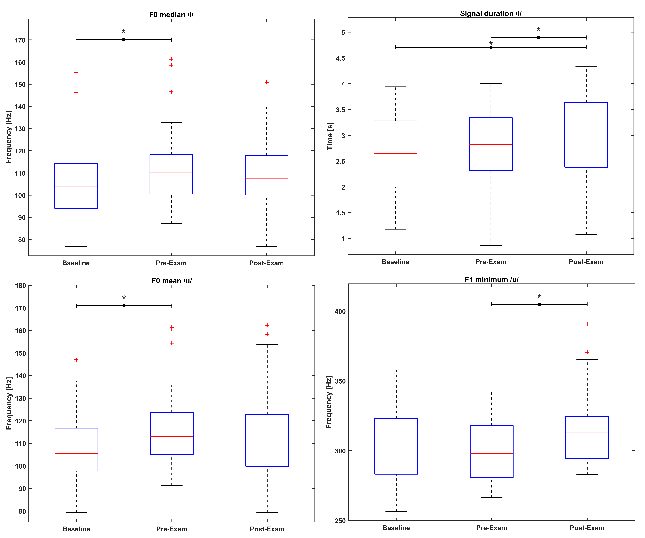 F0 median /i/
*
170
160
150
140
130
120
110
100
90
80
Frequency [Hz]
Baseline
Pre-Exam
Post-Exam
Signal duration /i/
*
*
5
4.5
4
3.5
3
2.5
2
1.5
1
Time [s]
Baseline
Pre-Exam
Post-Exam
F0 mean /u/
*
180
170
160
150
140
130
120
110
100
90
80
Frequency [Hz]
Baseline
Pre-Exam
Post-Exam
F1 minimum /u/
*
400
350
300
250
Frequency [Hz]
Baseline
Pre-Exam
Post-Exam